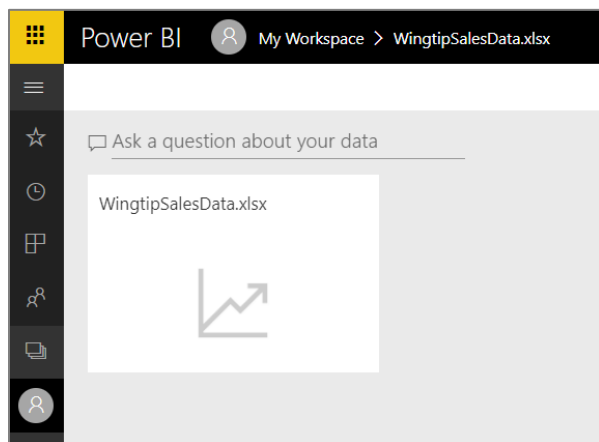 Power BI My Workspace > WingtipSalesData.xlsx
Ask a question about your data
WingtipSalesData.xlsx